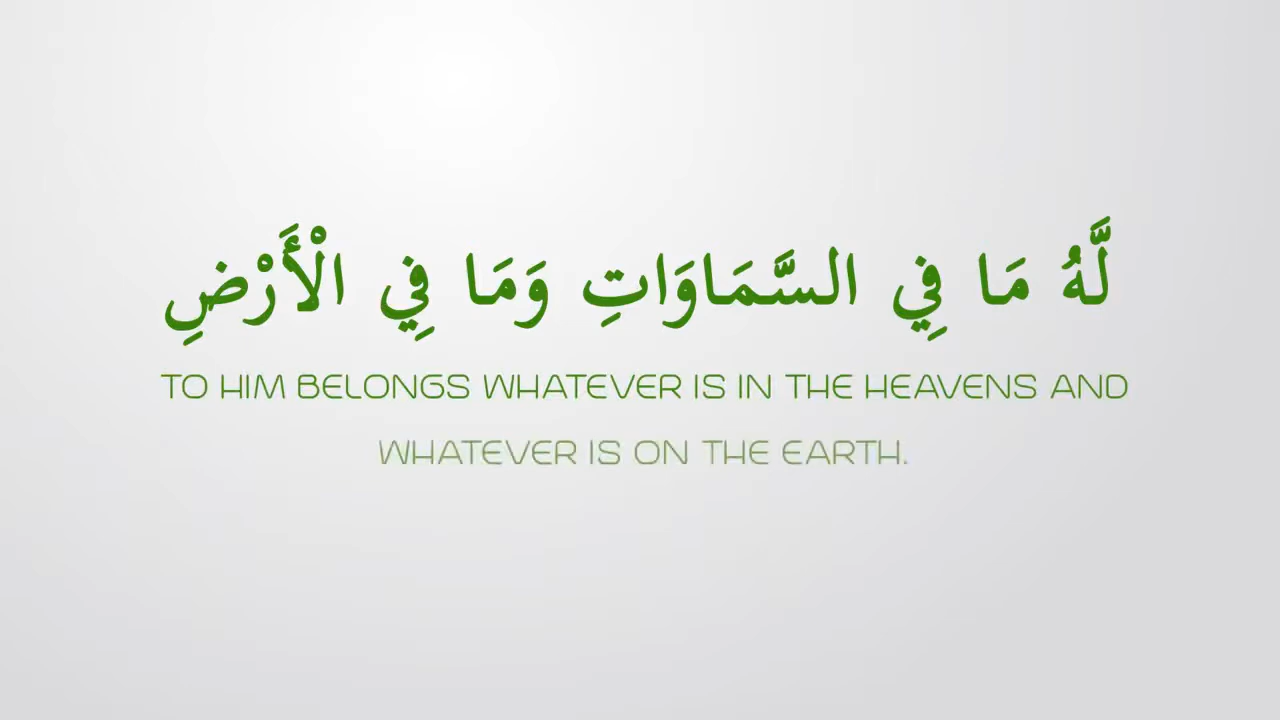 لَّهُ مَا فِي السَّمَاوَاتِ وَمَا فِي الْأَرْضِ
TO HIM BELONGS WHATEVER IS IN THE HEAVENS AND
WHATEVER IS ON THE EARTH.